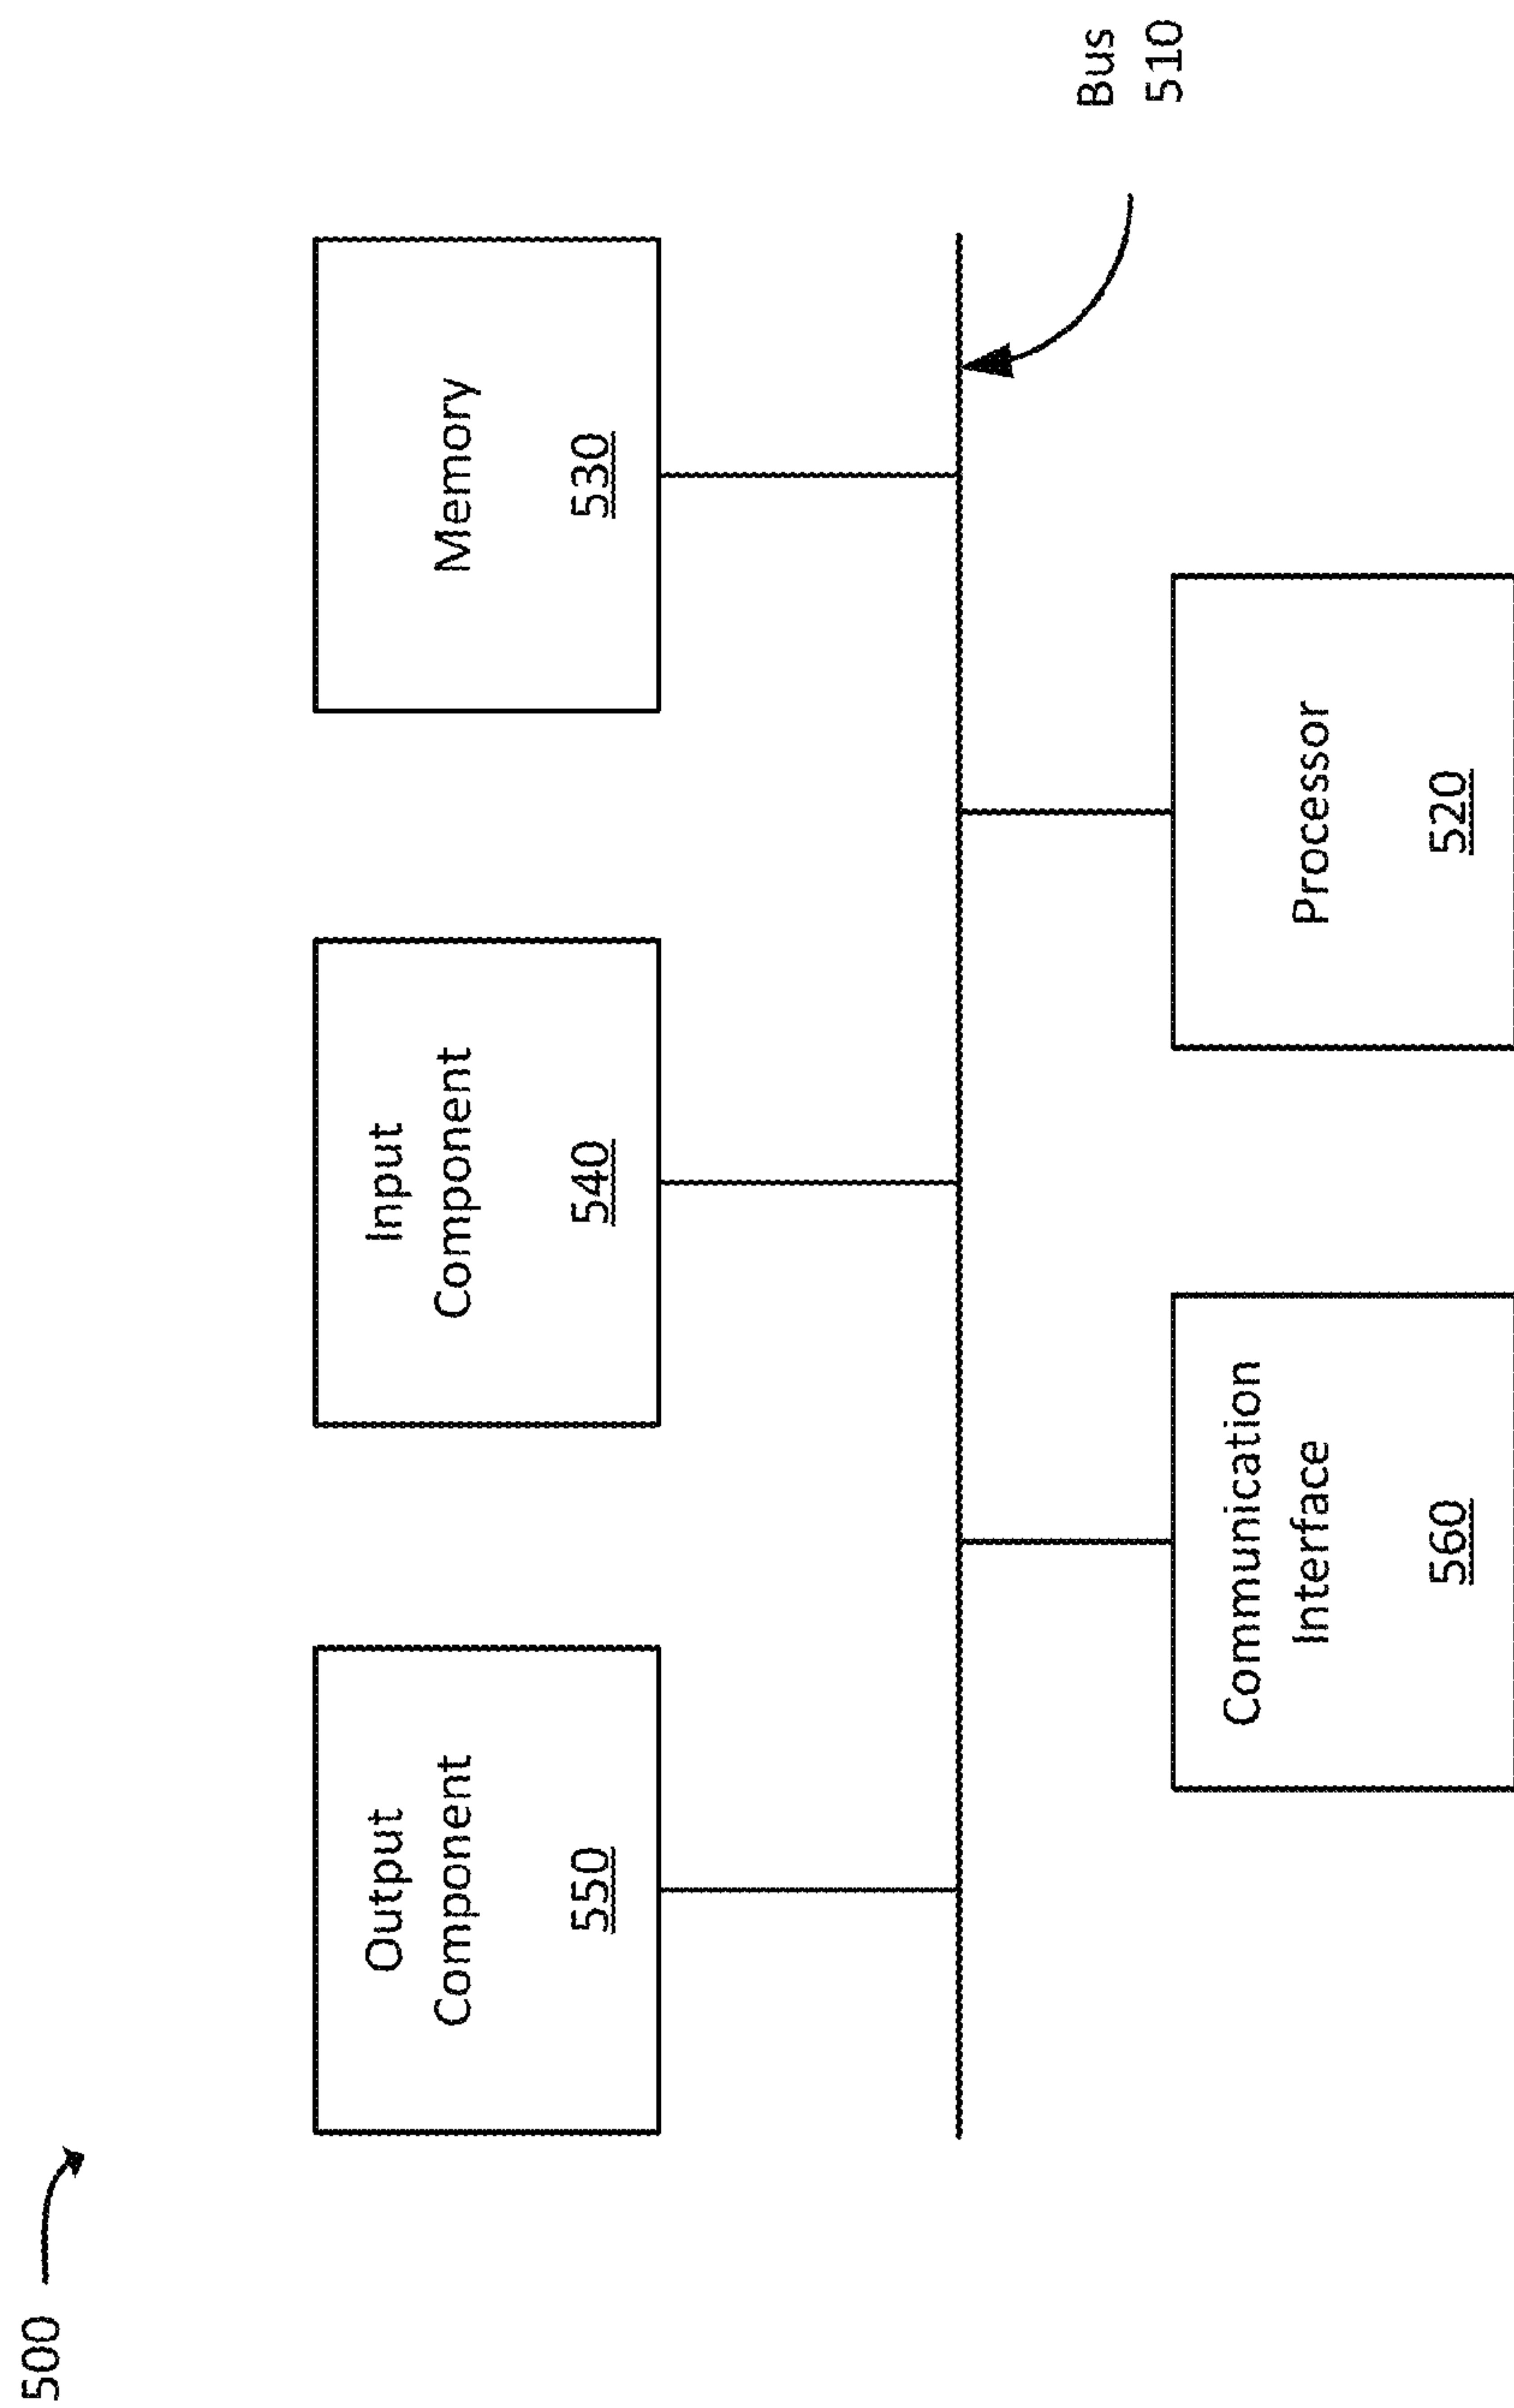 500
Output
Component
550
Input
Component
540
Memory
530
Bus
510
Communication
Interface
560
Processor
520